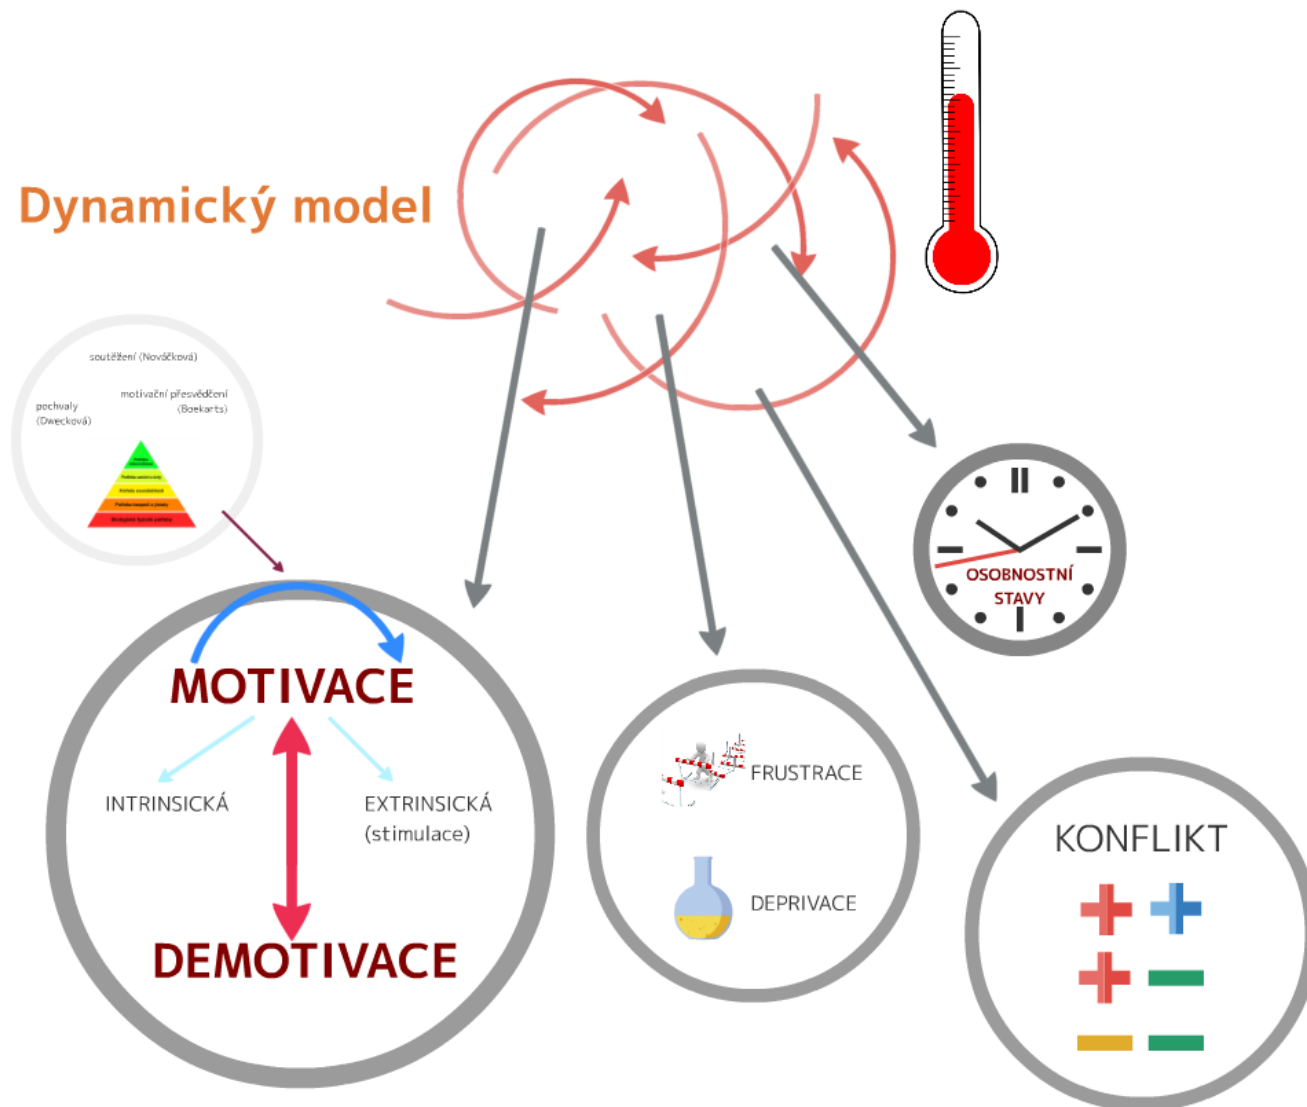 Dynamický model
soutěžení (Nováčková)
motivační přesvědčení
(Boekarts)
pochvaly
(Dwecková)
OSOBNOSTNÍ
STAVY
MOTIVACE
INTRINSICKÁ
EXTRINSICKÁ
(stimulace)
DEMOTIVACE
FRUSTRACE
DEPRIVACE
KONFLIKT